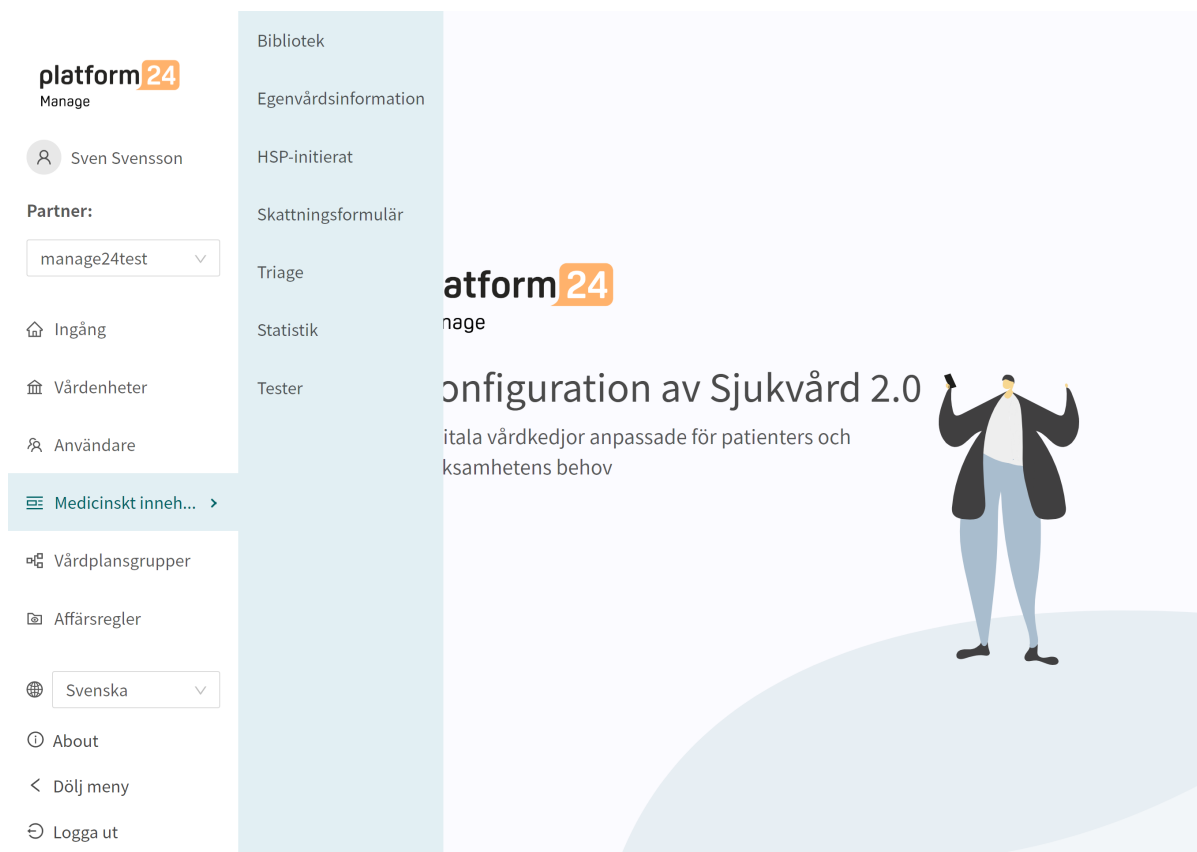 platform24
Manage
Sven Svensson
Partner:
manage24test
Ingång
Vårdenheter
Användare
Medicinskt inneh...
Vårdplansgrupper
Affärsregler
Svenska
About
Dölj meny
Logga ut
Bibliotek
Egenvårdsinformation
HSP-initierat
Skattningsformulär
Triage
Statistik
Tester
atform24
nage
onfiguration av Sjukvård 2.0
itala vårdkedjor anpassade för patienters och
ksamhetens behov